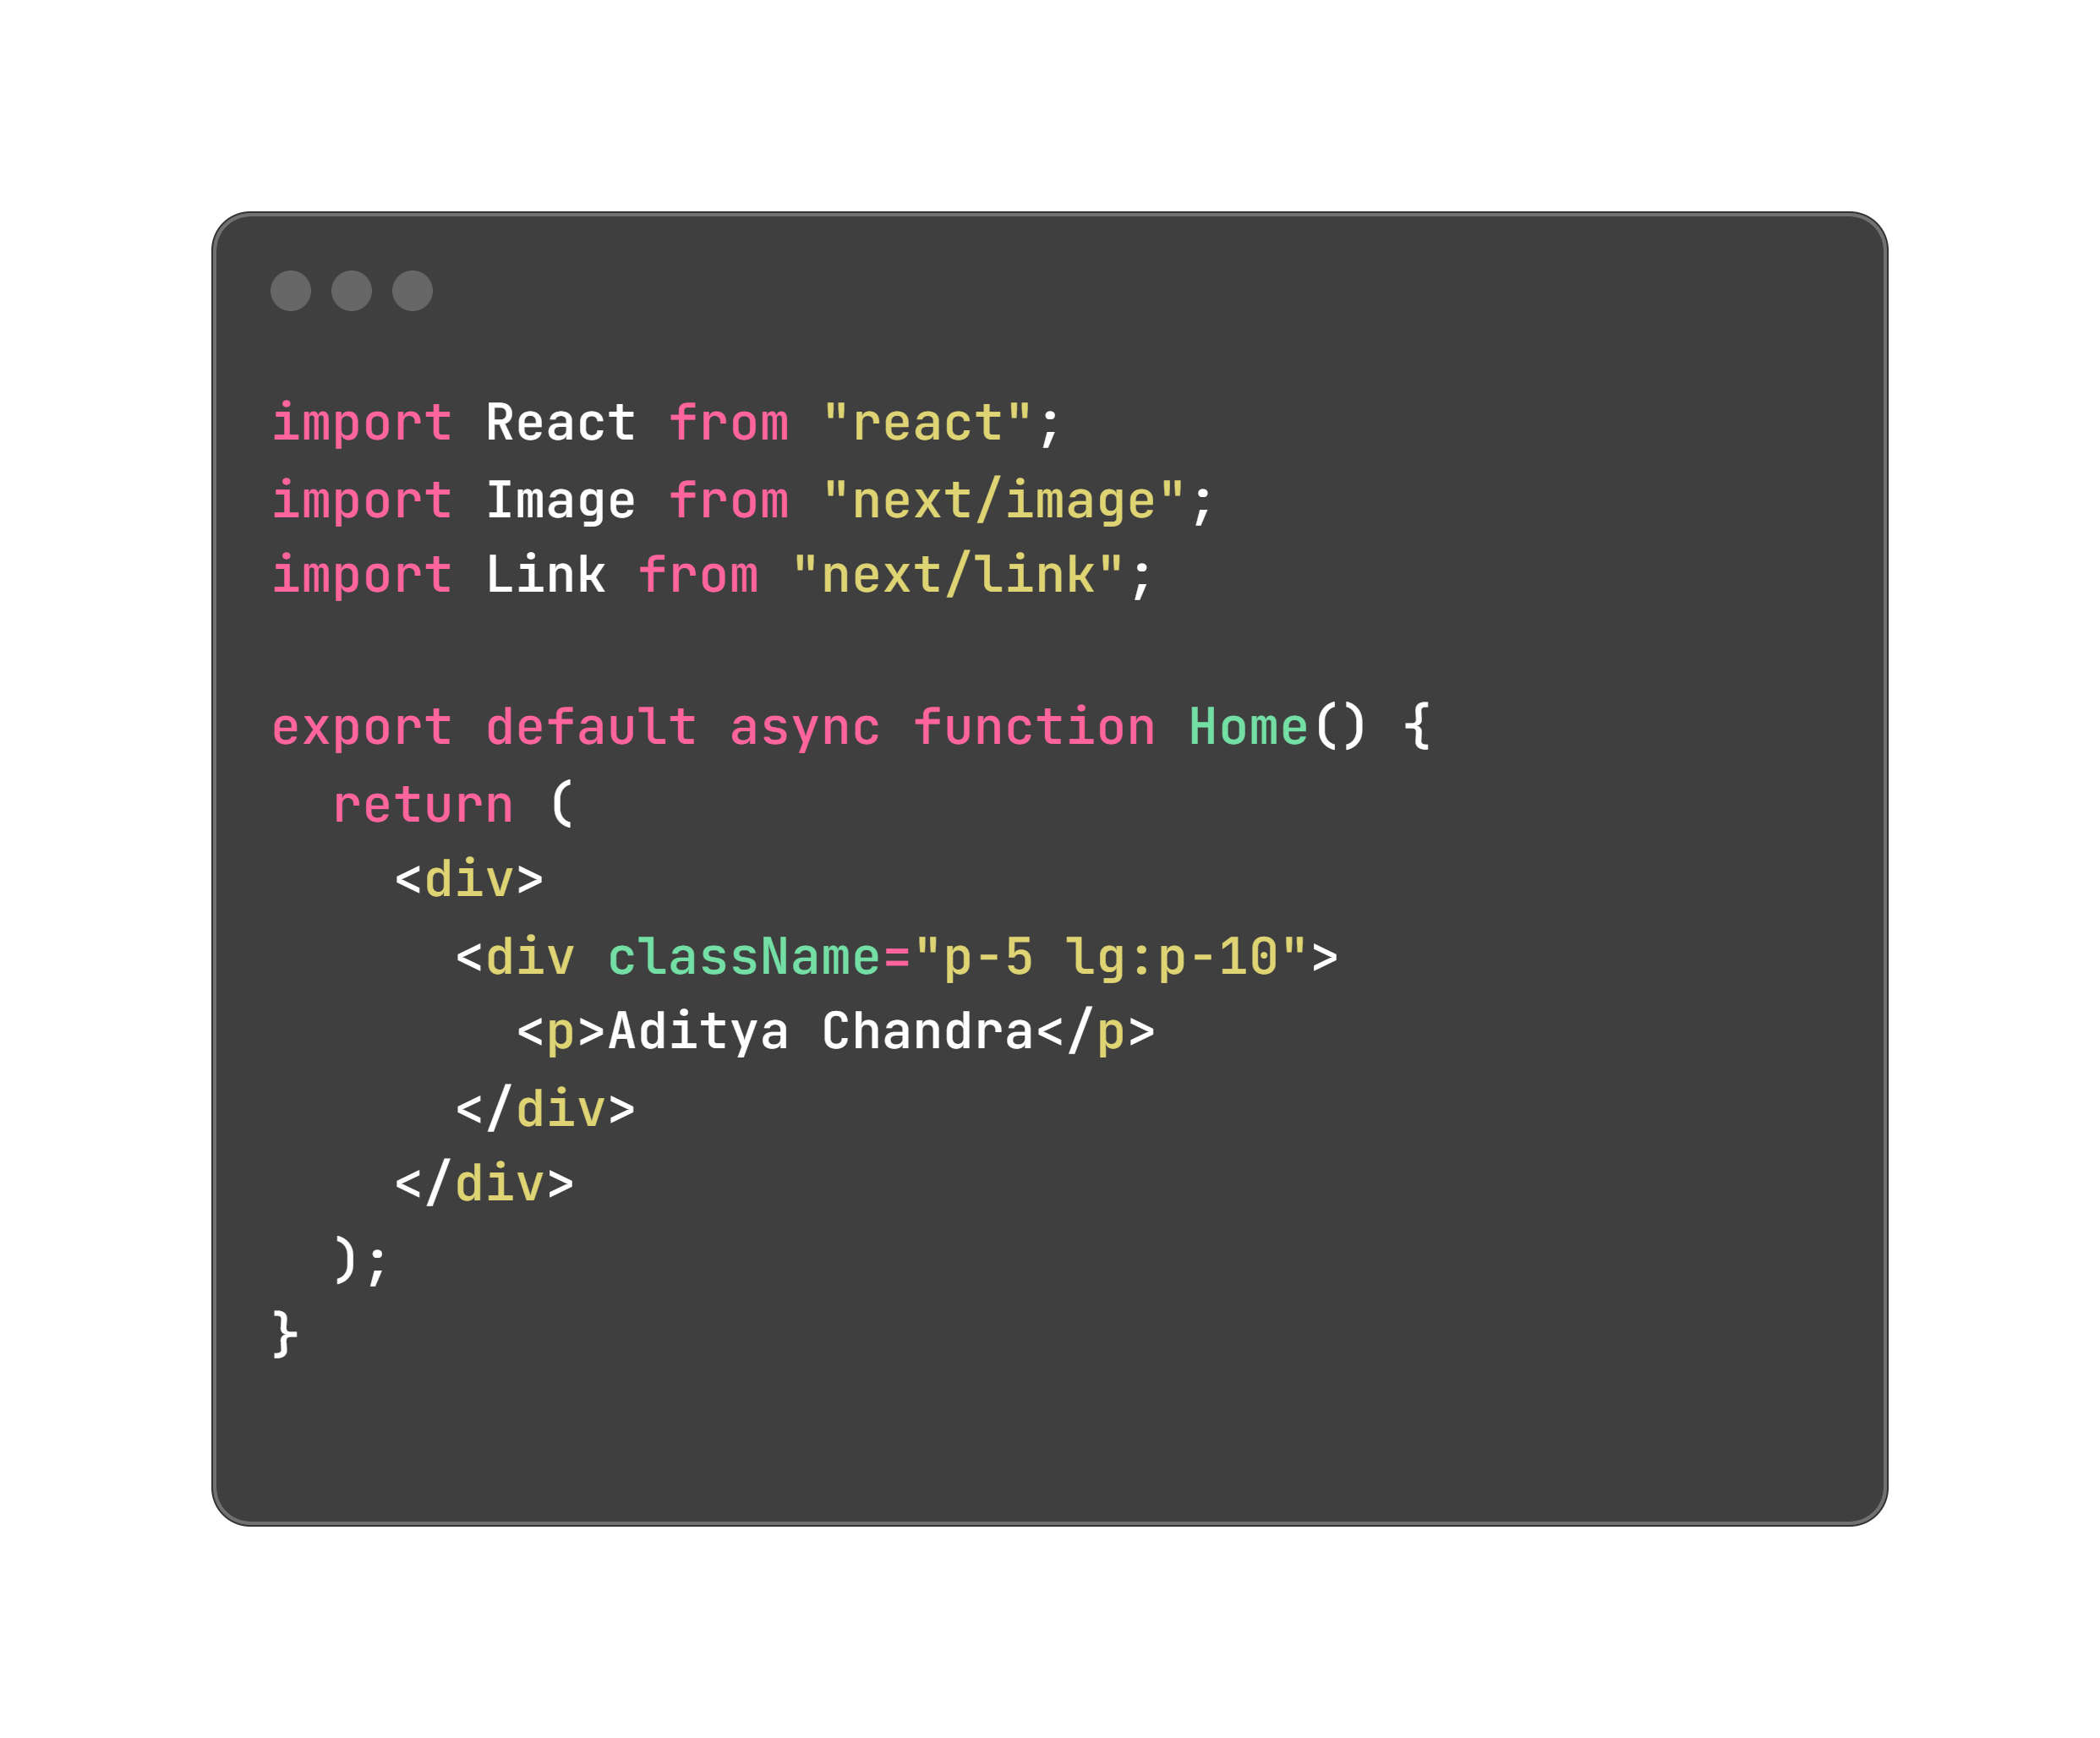 import React from "react";
import Image from "next/image";
import Link from "next/link";

export default async function Home() {
  return (
    <div>
      <div className="p-5 lg:p-10">
        <p>Aditya Chandra</p>
      </div>
    </div>
  );
}